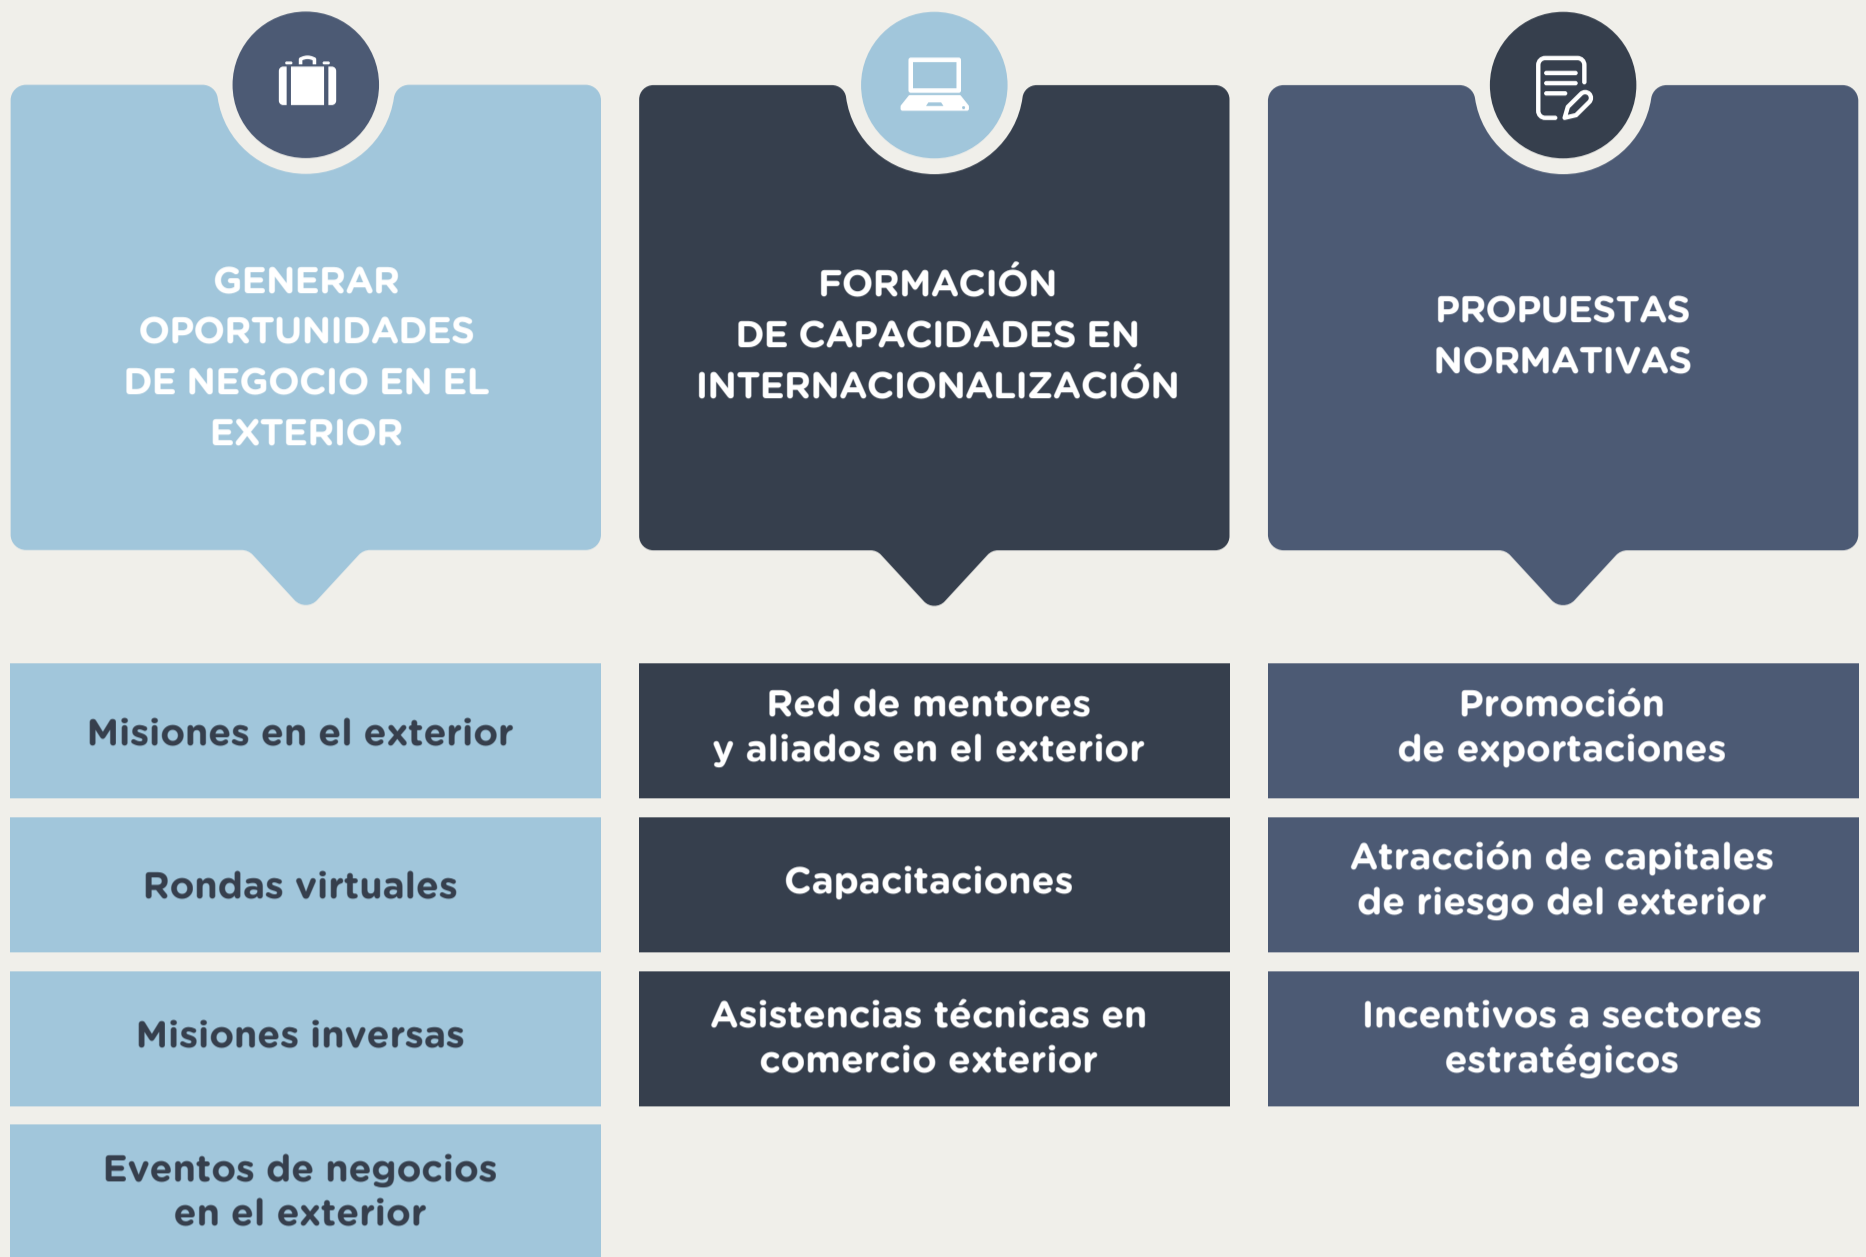 GENERAR
OPORTUNIDADES
DE NEGOCIO EN EL
EXTERIOR
Misiones en el exterior
Rondas virtuales
Misiones inversas
Eventos de negocios
en el exterior
FORMACIÓN
DE CAPACIDADES EN
INTERNACIONALIZACIÓN
Red de mentores
y aliados en el exterior
Capacitaciones
Asistencias técnicas en
comercio exterior
PROPUESTAS
NORMATIVAS
Promoción
de exportaciones
Atracción de capitales
de riesgo del exterior
Incentivos a sectores
estratégicos